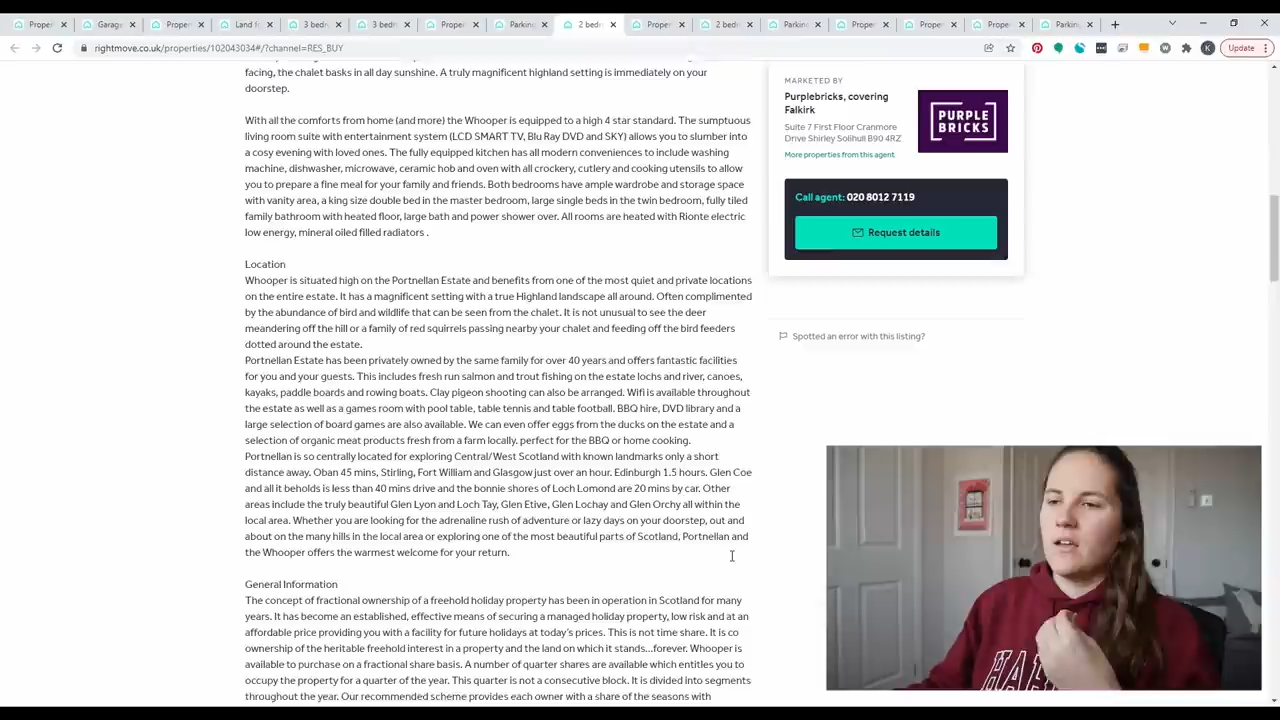 Proper
Garage
Proper
Land fo
3 bedr
3 bedr
Proper
Parking
2 bedr
Proper
2 bedr
Parking
Proper
Proper
Proper
Parking
rightmove.co.uk/properties/102043034#/?channel=RES_BUY
K
Update
facing, the chalet basks in all day sunshine. A truly magnificent highland setting is immediately on your
doorstep.
With all the comforts from home (and more) the Whooper is equipped to a high 4 star standard. The sumptuous
living room suite with entertainment system (LCD SMART TV, Blu Ray DVD and SKY) allows you to slumber into
a cosy evening with loved ones. The fully equipped kitchen has all modern conveniences to include washing
machine, dishwasher, microwave, ceramic hob and oven with all crockery, cutlery and cooking utensils to allow
you to prepare a fine meal for your family and friends. Both bedrooms have ample wardrobe and storage space
with vanity area, a king size double bed in the master bedroom, large single beds in the twin bedroom, fully tiled
family bathroom with heated floor, large bath and power shower over. All rooms are heated with Rionte electric
low energy, mineral oiled filled radiators .
Location
Whooper is situated high on the Portnellan Estate and benefits from one of the most quiet and private locations
on the entire estate. It has a magnificent setting with a true Highland landscape all around. Often complimented
by the abundance of bird and wildlife that can be seen from the chalet. It is not unusual to see the deer
meandering off the hill or a family of red squirrels passing nearby your chalet and feeding off the bird feeders
dotted around the estate.
Portnellan Estate has been privately owned by the same family for over 40 years and offers fantastic facilities
for you and your guests. This includes fresh run salmon and trout fishing on the estate lochs and river, canoes,
kayaks, paddle boards and rowing boats. Clay pigeon shooting can also be arranged. Wifi is available throughout
the estate as well as a games room with pool table, table tennis and table football. BBQ hire, DVD library and a
large selection of board games are also available. We can even offer eggs from the ducks on the estate and a
selection of organic meat products fresh from a farm locally. perfect for the BBQ or home cooking.
Portnellan is so centrally located for exploring Central/West Scotland with known landmarks only a short
distance away. Oban 45 mins, Stirling, Fort William and Glasgow just over an hour. Edinburgh 1.5 hours. Glen Coe
and all it beholds is less than 40 mins drive and the bonnie shores of Loch Lomond are 20 mins by car. Other
areas include the truly beautiful Glen Lyon and Loch Tay, Glen Etive, Glen Lochay and Glen Orchy all within the
local area. Whether you are looking for the adrenaline rush of adventure or lazy days on your doorstep, out and
about on the many hills in the local area or exploring one of the most beautiful parts of Scotland, Portnellan and
the Whooper offers the warmest welcome for your return.
General Information
The concept of fractional ownership of a freehold holiday property has been in operation in Scotland for many
years. It has become an established, effective means of securing a managed holiday property, low risk and at an
affordable price providing you with a facility for future holidays at today's prices. This is not time share. It is co
ownership of the heritable freehold interest in a property and the land on which it stands...forever. Whooper is
available to purchase on a fractional share basis. A number of quarter shares are available which entitles you to
occupy the property for a quarter of the year. This quarter is not a consecutive block. It is divided into segments
throughout the year. Our recommended scheme provides each owner with a share of the seasons with
MARKETED BY
Purplebricks, covering
Falkirk
Suite 7 First Floor Cranmore
Drive Shirley Solihull B90 4RZ
More properties from this agent
PURPLE
BRICKS
Call agent: 020 8012 7119
Request details
Spotted an error with this listing?